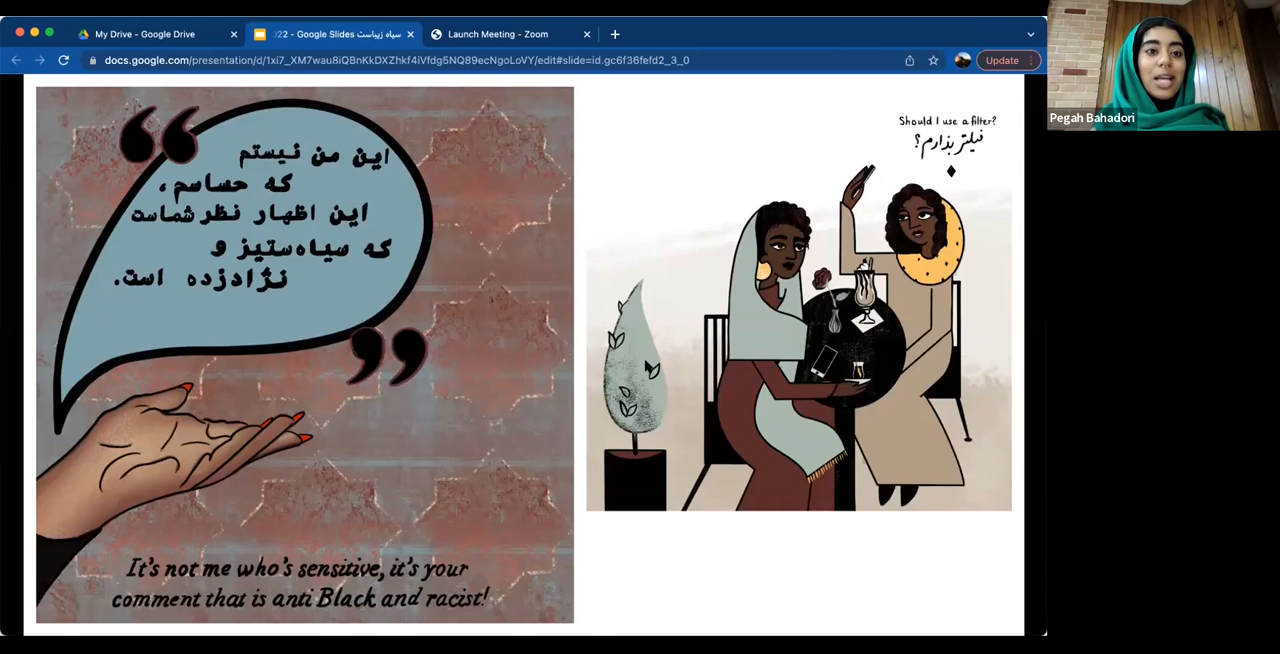 My Drive - Google Drive
سیاه زیباست 022 - Google Slides
Launch Meeting - Zoom
docs.google.com/presentation/d/1xi7_XM7wau8iQBnKkDXZhkf4iVfdg5NQ89ecNgoLoVY/edit#slide=id.gc6f36fefd2_3_0
Update
Pegah Bahadori
“
این من نیستم
که حساسم،
این اظهار نظر شماست
که سیاه‌ستیز و
نژادزده است.
”
It's not me who's sensitive, it's your
comment that is anti Black and racist!
Should I use a filter?
فیلتر بذارم؟